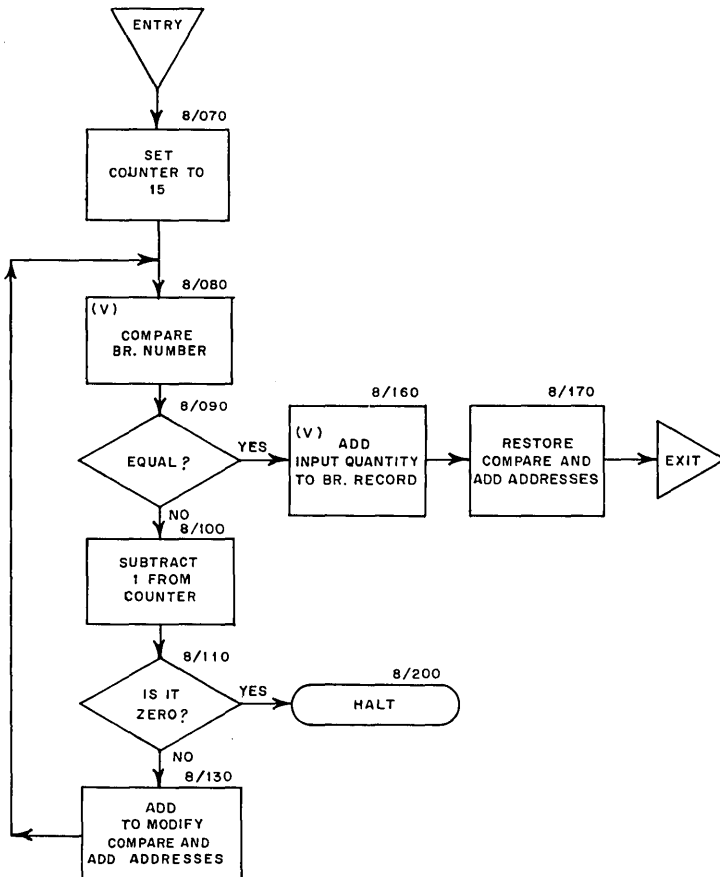 ENTRY
8/070
SET
COUNTER TO
15
8/080
(V)
COMPARE
BR. NUMBER
8/090
EQUAL?
YES
8/160
(V)
ADD
INPUT QUANTITY
TO BR. RECORD
8/170
RESTORE
COMPARE AND
ADD ADDRESSES
EXIT
NO
8/100
SUBTRACT
1 FROM
COUNTER
8/110
IS IT
ZERO?
YES
8/200
HALT
NO
8/130
ADD
TO MODIFY
COMPARE AND
ADD ADDRESSES